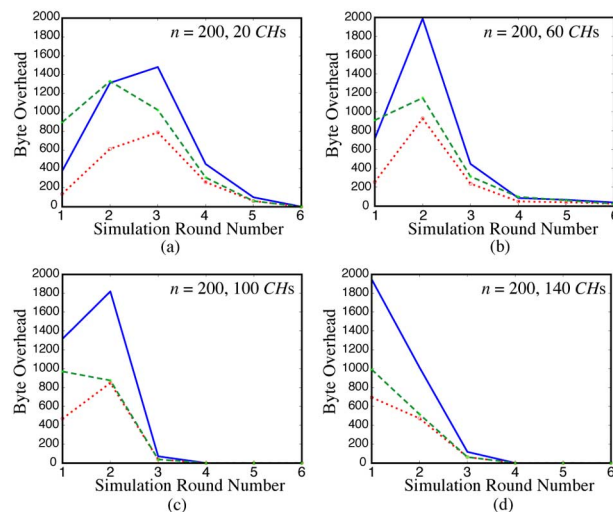 n = 200, 20 CHs
2000
1800
1600
1400
1200
1000
800
600
400
200
0
Byte Overhead
1 2 3 4 5 6
Simulation Round Number
(a)
n = 200, 60 CHs
2000
1800
1600
1400
1200
1000
800
600
400
200
0
Byte Overhead
1 2 3 4 5 6
Simulation Round Number
(b)
n = 200, 100 CHs
2000
1800
1600
1400
1200
1000
800
600
400
200
0
Byte Overhead
1 2 3 4 5 6
Simulation Round Number
(c)
n = 200, 140 CHs
2000
1800
1600
1400
1200
1000
800
600
400
200
0
Byte Overhead
1 2 3 4 5 6
Simulation Round Number
(d)